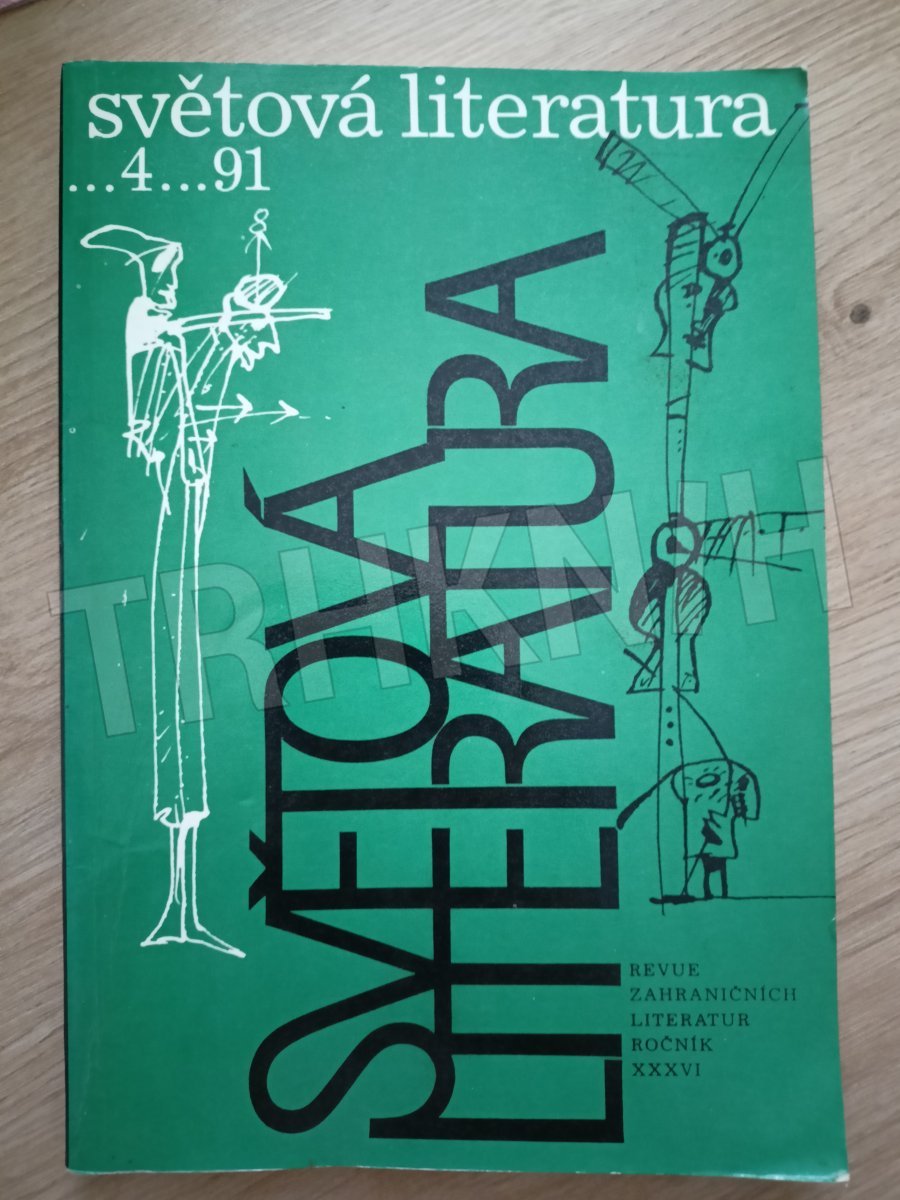 světová literatura
...4...91
SVĚTOVÁ
LITERATURA
REVUE
ZAHRANIČNÍCH
LITERATUR
ROČNÍK
XXXVI
TRHKNIH